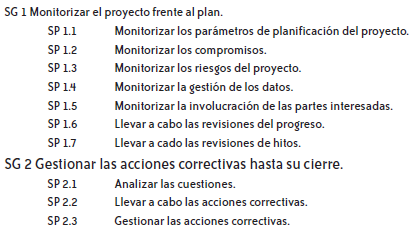 SG 1 Monitorizar el proyecto frente al plan.
SP 1.1 Monitorizar los parámetros de planificación del proyecto.
SP 1.2 Monitorizar los compromisos.
SP 1.3 Monitorizar los riesgos del proyecto.
SP 1.4 Monitorizar la gestión de los datos.
SP 1.5 Monitorizar la involucración de las partes interesadas.
SP 1.6 Llevar a cabo las revisiones del progreso.
SP 1.7 Llevar a cado las revisiones de hitos.
SG 2 Gestionar las acciones correctivas hasta su cierre.
SP 2.1 Analizar las cuestiones.
SP 2.2 Llevar a cabo las acciones correctivas.
SP 2.3 Gestionar las acciones correctivas.